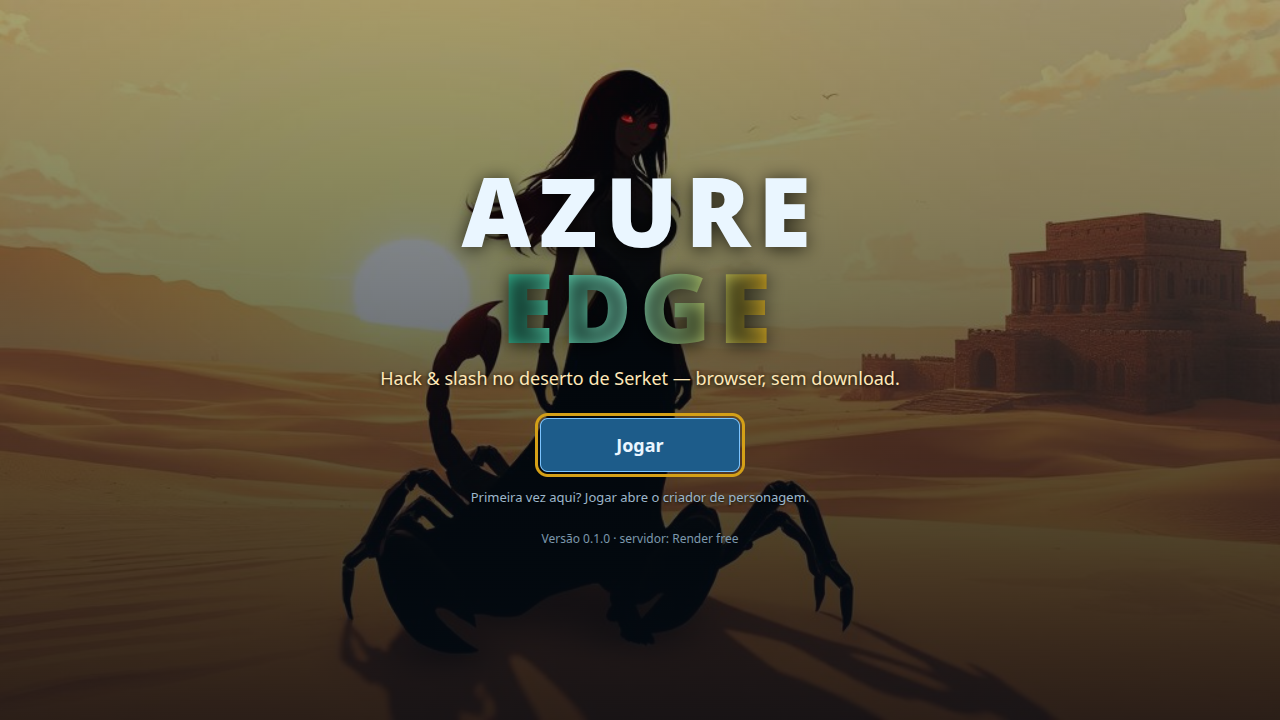 AZURE
EDGE
Hack & slash no deserto de Serket — browser, sem download.
Jogar
Primeira vez aqui? Jogar abre o criador de personagem.
Versão 0.1.0 · servidor: Render free